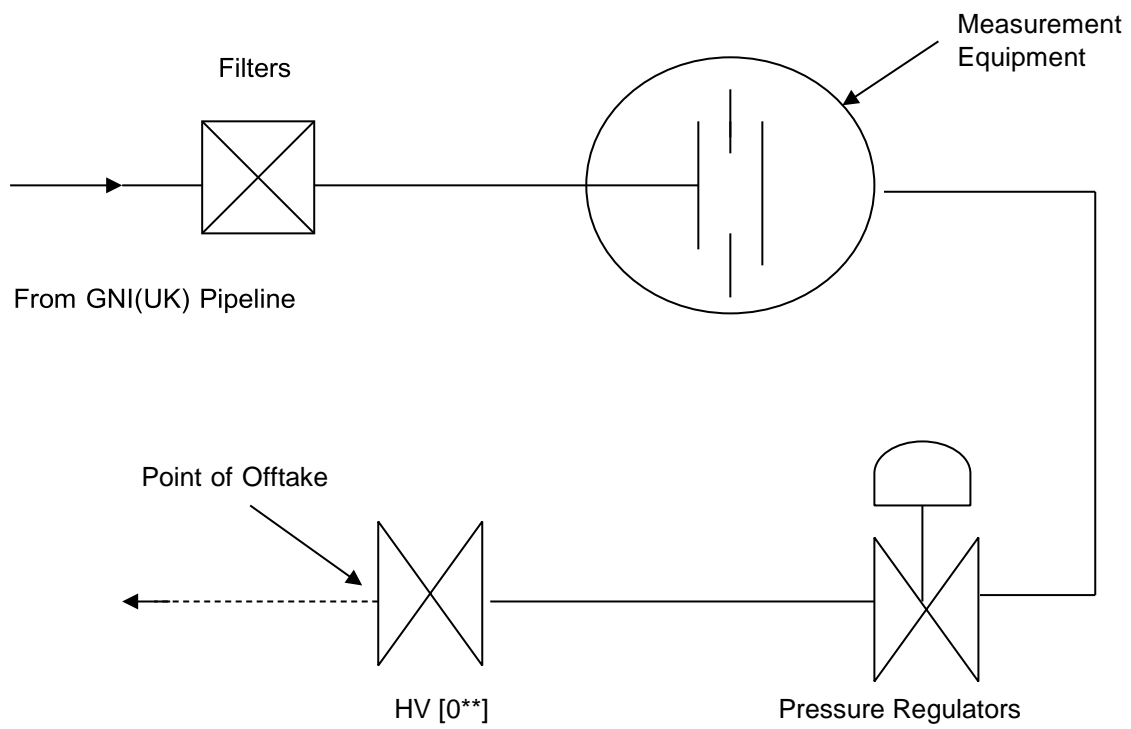 Measurement
Equipment
Filters
From GNI(UK) Pipeline
Point of Offtake
HV [0**]
Pressure Regulators